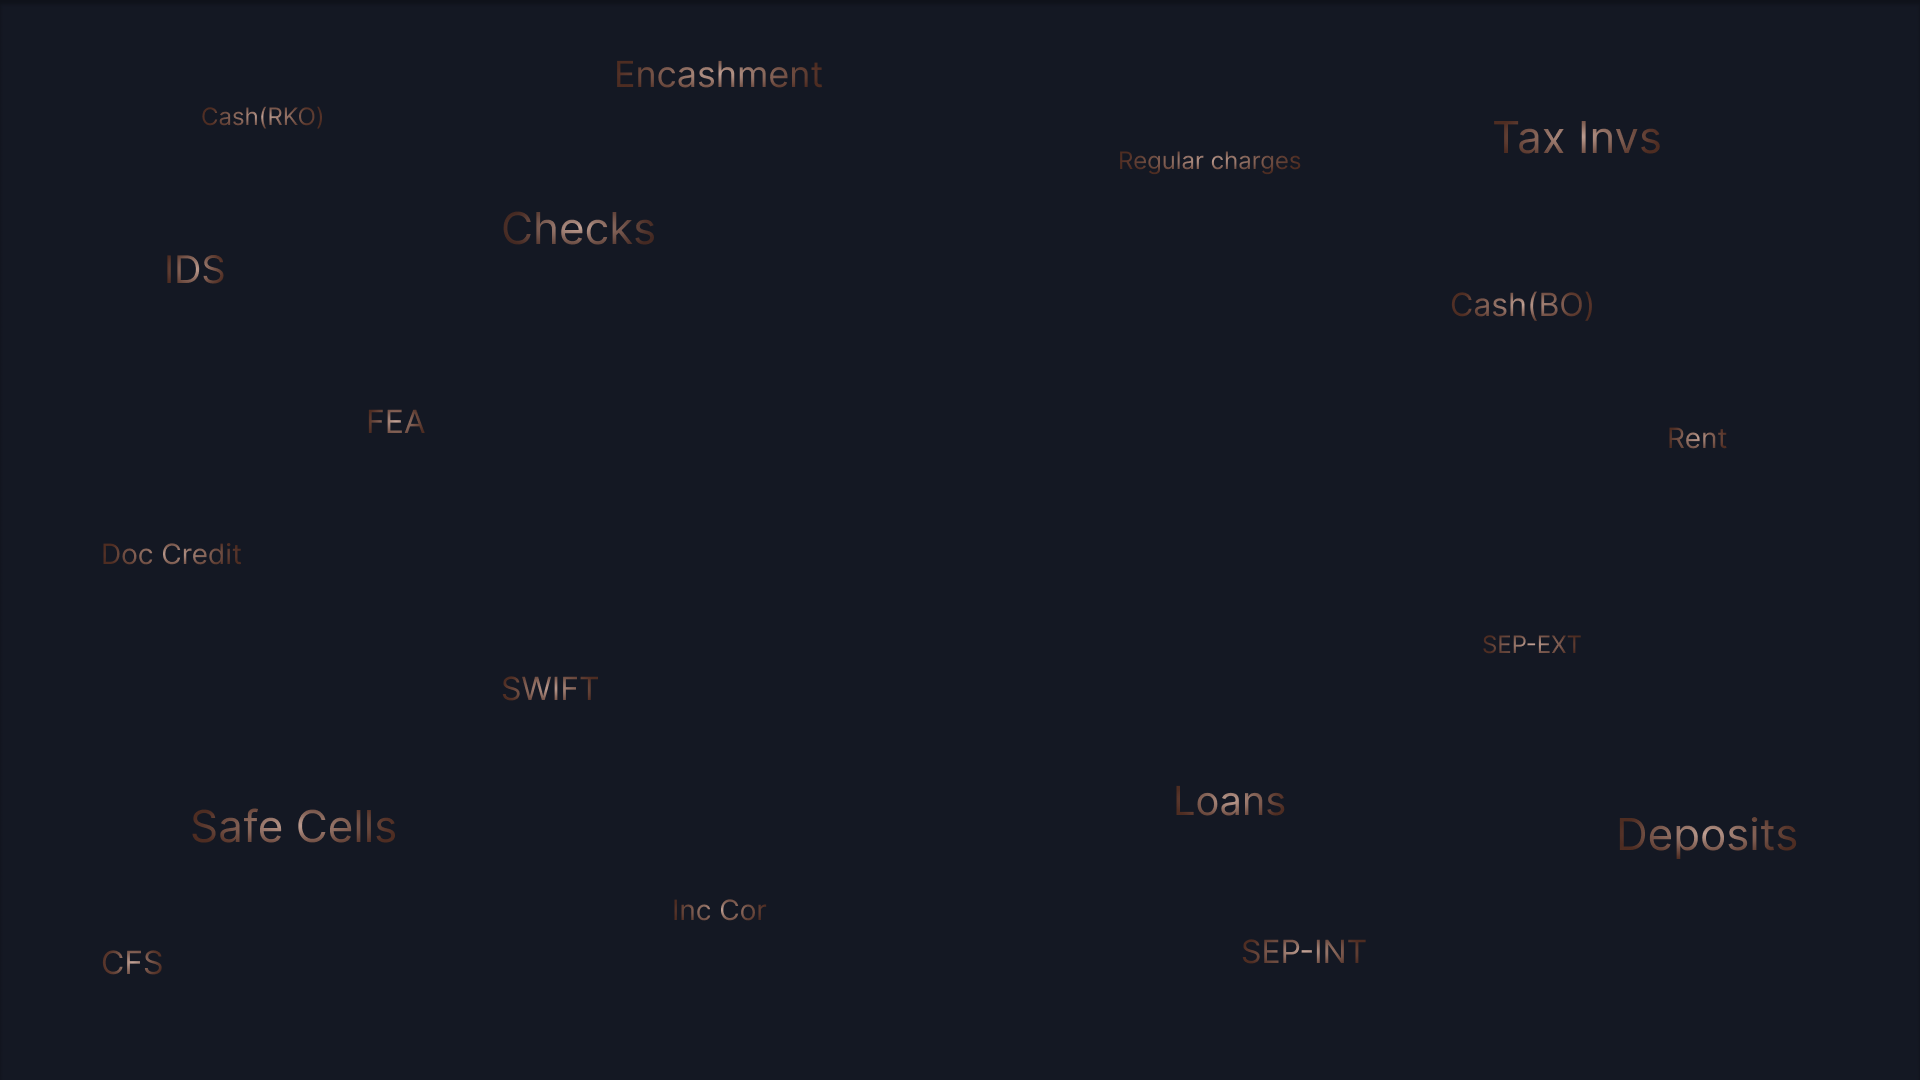 Encashment
Cash(RKO)
Tax Invs
Regular charges
Checks
IDS
Cash(BO)
FEA
Rent
Doc Credit
SEP-EXT
SWIFT
Loans
Safe Cells
Deposits
Inc Cor
SEP-INT
CFS